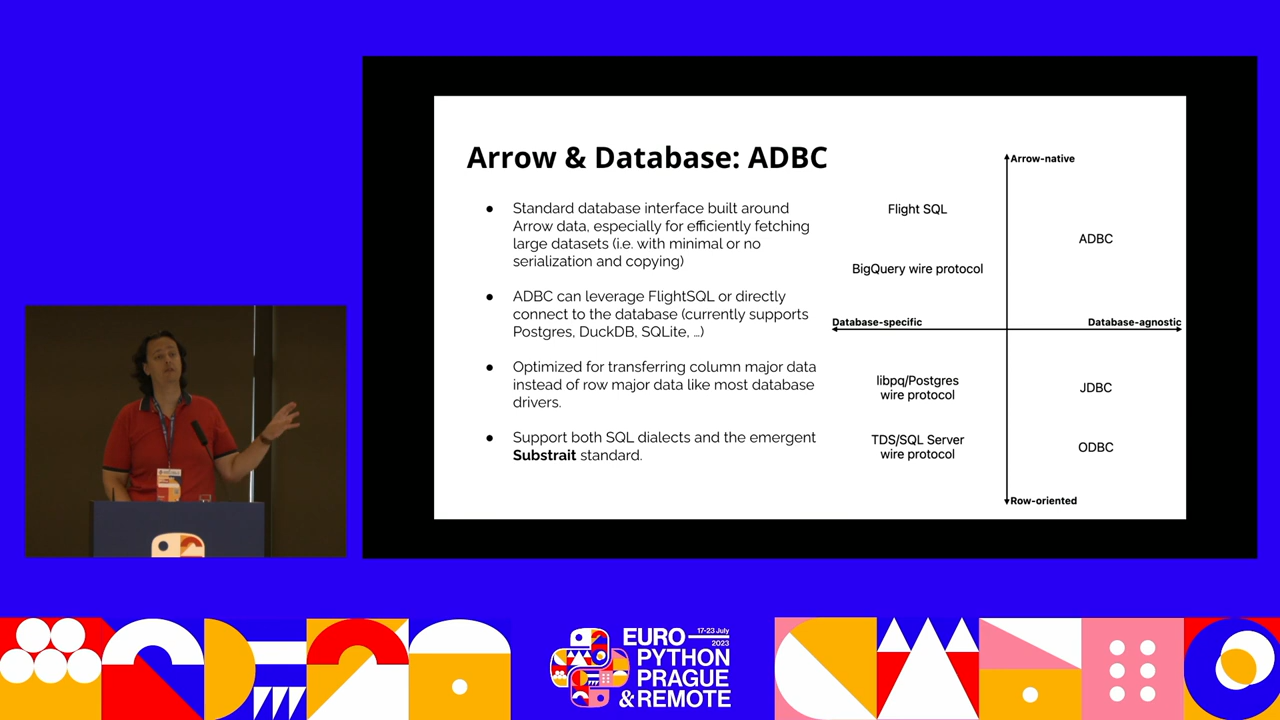 Arrow & Database: ADBC
● Standard database interface built around
Arrow data, especially for efficiently fetching
large datasets (i.e. with minimal or no
serialization and copying)
● ADBC can leverage FlightSQL or directly
connect to the database (currently supports
Postgres, DuckDB, SQLite, ...)
● Optimized for transferring column major data
instead of row major data like most database
drivers.
● Support both SQL dialects and the emergent
Substrait standard.
Arrow-native
Flight SQL
ADBC
BigQuery wire protocol
Database-specific
Database-agnostic
libpq/Postgres
wire protocol
JDBC
TDS/SQL Server
wire protocol
ODBC
Row-oriented
EURO
17-23 July
2023
PYTHON
PRAGUE
& REMOTE